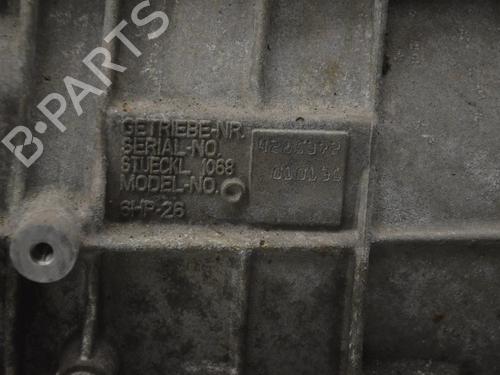 B-PARTS
GETRIEBE-NR.
SERIAL-NO.
STUECKL 1068
MODEL-NO.
6HP-26